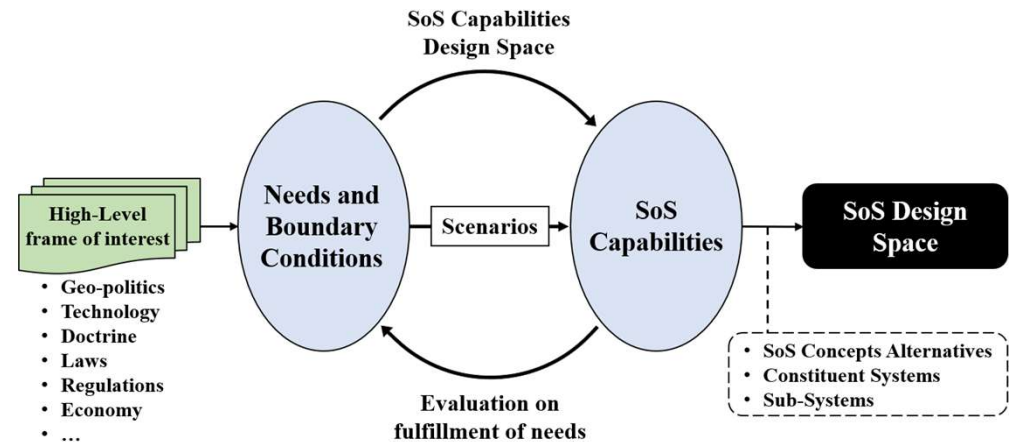 SoS Capabilities
Design Space
High-Level
frame of interest
• Geo-politics
• Technology
• Doctrine
• Laws
• Regulations
• Economy
• ...
Needs and
Boundary
Conditions
Scenarios
SoS
Capabilities
SoS Design
Space
• SoS Concepts Alternatives
• Constituent Systems
• Sub-Systems
Evaluation on
fulfillment of needs